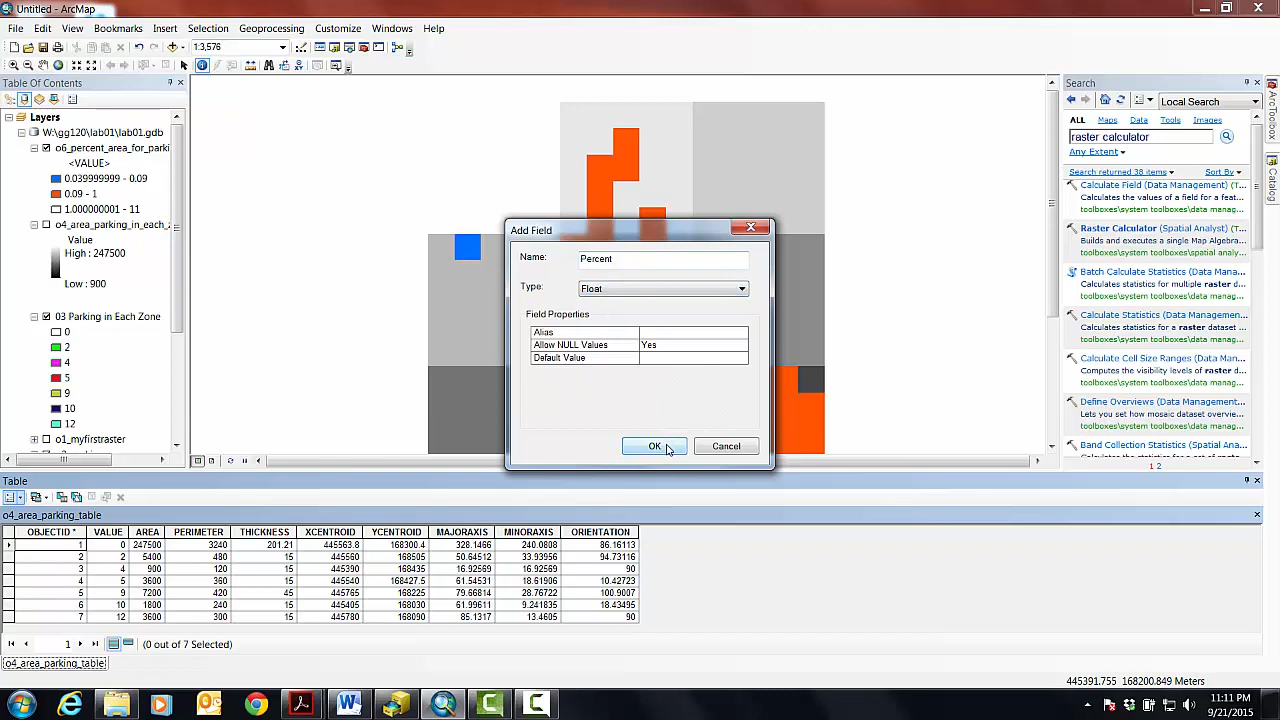 Untitled - ArcMap
File Edit View Bookmarks Insert Selection Geoprocessing Customize Windows Help
1:3,576
Table Of Contents
Layers
W:\gg120\lab01\lab01.gdb
o6_percent_area_for_parki
<VALUE>
0.039999999 - 0.09
0.09 - 1
1.000000001 - 11
o4_area_parking_in_each_z
Value
High : 247500
Low : 900
03 Parking in Each Zone
0
2
4
5
9
10
12
o1_myfirstraster
Add Field
Name: Percent
Type: Float
Field Properties
Alias
Allow NULL Values Yes
Default Value
OK Cancel
Search
Local Search
ALL Maps Data Tools Images
raster calculator
Any Extent
Search returned 38 items Sort By
Calculate Field (Data Management) (T...
Calculates the values of a field for a feat...
toolboxes\system toolboxes\data manag...
Raster Calculator (Spatial Analyst) (T...
Builds and executes a single Map Algebra...
toolboxes\system toolboxes\spatial analy...
Batch Calculate Statistics (Data Mana...
Calculates statistics for multiple raster d...
toolboxes\system toolboxes\data manag...
Calculate Statistics (Data Management...
Calculates statistics for a raster dataset ...
toolboxes\system toolboxes\data manag...
Calculate Cell Size Ranges (Data Man...
Computes the visibility levels of raster d...
toolboxes\system toolboxes\data manag...
Define Overviews (Data Management...
Lets you set how mosaic dataset overvie...
toolboxes\system toolboxes\data manag...
Band Collection Statistics (Spatial Ana...
1 2
ArcToolbox
Catalog
Table
o4_area_parking_table
OBJECTID * VALUE AREA PERIMETER THICKNESS XCENTROID YCENTROID MAJORAXIS MINORAXIS ORIENTATION
1 0 247500 3240 201.21 445563.8 168300.4 328.1466 240.0808 86.16113
2 2 5400 480 15 445560 168505 50.64512 33.93956 94.73116
3 4 900 120 15 445390 168435 16.92569 16.92569 90
4 5 3600 360 15 445540 168427.5 61.54531 18.61906 10.42723
5 9 7200 420 45 445765 168225 79.66814 28.76722 100.9007
6 10 1800 240 15 445405 168030 61.99611 9.241835 18.43495
7 12 3600 300 15 445780 168090 85.1317 13.4605 90
1 (0 out of 7 Selected)
o4_area_parking_table
445391.755 168200.849 Meters
11:11 PM
9/21/2015